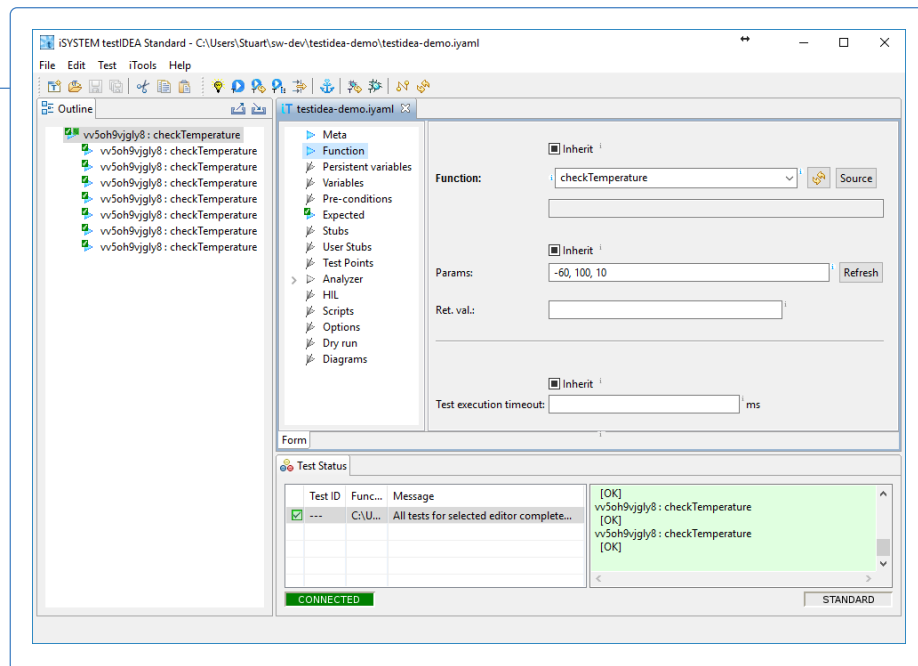 iSYSTEM testIDEA Standard - C:\Users\Stuart\sw-dev\testidea-demo\testidea-demo.iyaml
File Edit Test iTools Help
Outline
vv5oh9vjgly8 : checkTemperature
vv5oh9vjgly8 : checkTemperature
vv5oh9vjgly8 : checkTemperature
vv5oh9vjgly8 : checkTemperature
vv5oh9vjgly8 : checkTemperature
vv5oh9vjgly8 : checkTemperature
vv5oh9vjgly8 : checkTemperature
vv5oh9vjgly8 : checkTemperature
iT testidea-demo.iyaml
Meta
Function
Persistent variables
Variables
Pre-conditions
Expected
Stubs
User Stubs
Test Points
Analyzer
HIL
Scripts
Options
Dry run
Diagrams
Inherit i
Function: i checkTemperature i Source
Inherit i
Params: -60, 100, 10 i Refresh
Ret. val.: i
Inherit i
Test execution timeout: i ms
Form
Test Status
Test ID Func... Message
--- C:\U... All tests for selected editor complete...
[OK]
vv5oh9vjgly8 : checkTemperature
[OK]
vv5oh9vjgly8 : checkTemperature
[OK]
CONNECTED
STANDARD